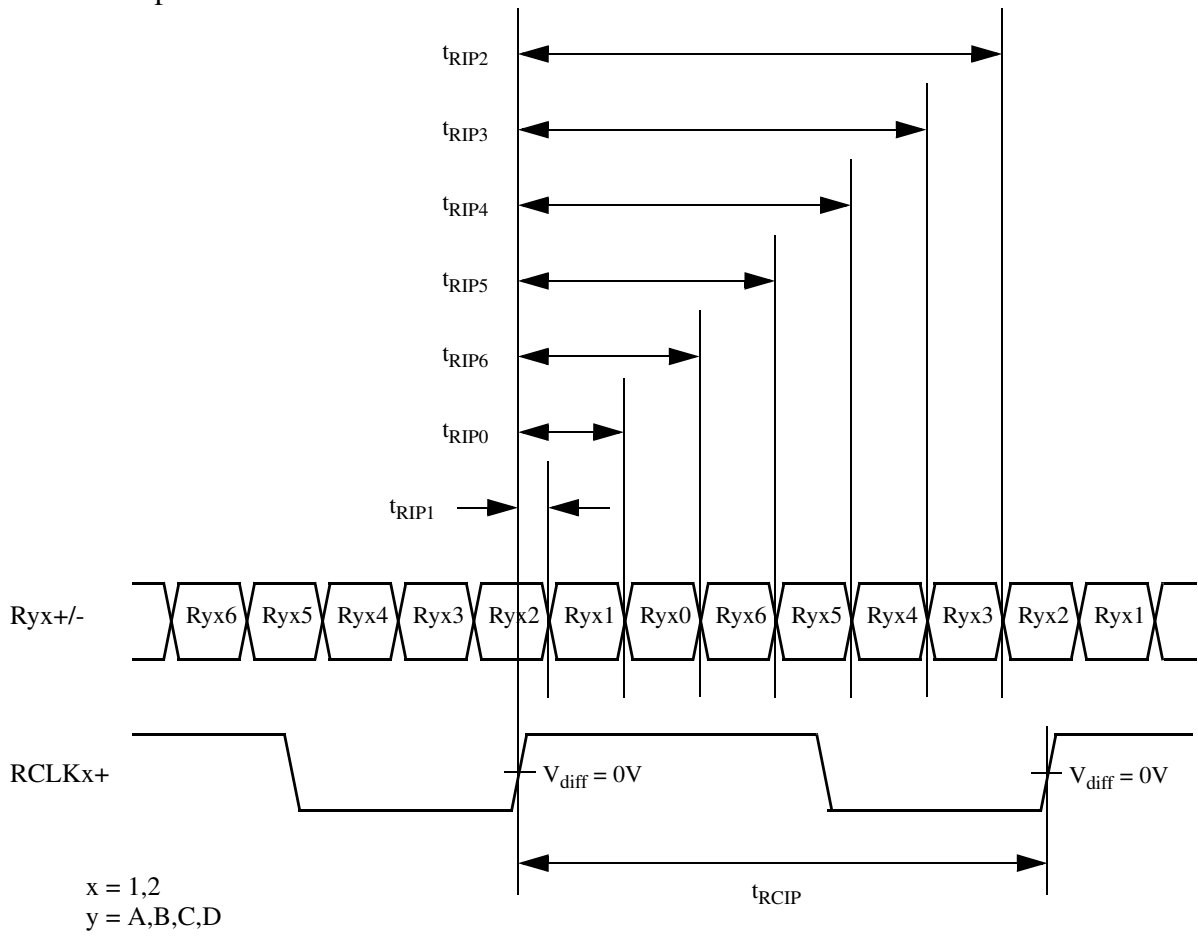 tRIP2
tRIP3
tRIP4
tRIP5
tRIP6
tRIP0
tRIP1
Ryx+/- Ryx6 Ryx5 Ryx4 Ryx3 Ryx2 Ryx1 Ryx0 Ryx6 Ryx5 Ryx4 Ryx3 Ryx2 Ryx1
RCLKx+ Vdiff = 0V Vdiff = 0V
tRCIP
x = 1,2
y = A,B,C,D